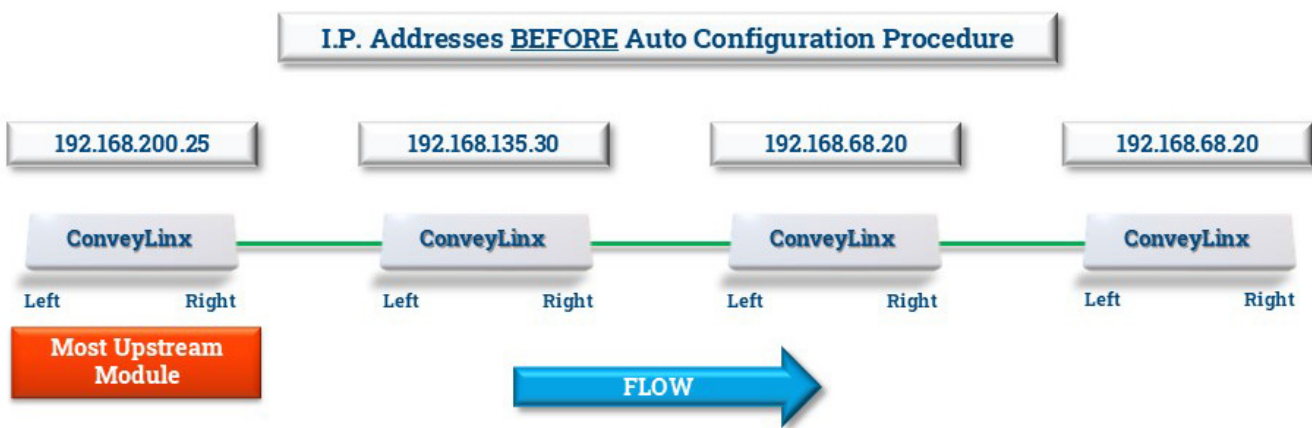 I.P. Addresses BEFORE Auto Configuration Procedure
192.168.200.25
192.168.135.30
192.168.68.20
192.168.68.20
ConveyLinx
ConveyLinx
ConveyLinx
ConveyLinx
Left
Right
Left
Right
Left
Right
Left
Right
Most Upstream
Module
FLOW